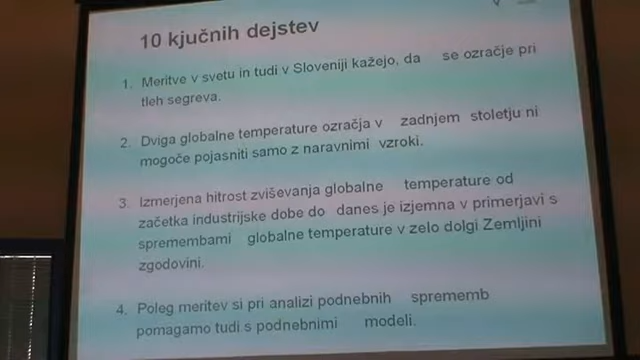 10 kjučnih dejstev
1. Meritve v svetu in tudi v Sloveniji kažejo, da se ozračje pri
tleh segreva.
2. Dviga globalne temperature ozračja v zadnjem stoletju ni
mogoče pojasniti samo z naravnimi vzroki.
3. Izmerjena hitrost zviševanja globalne temperature od
začetka industrijske dobe do danes je izjemna v primerjavi s
spremembami globalne temperature v zelo dolgi Zemljini
zgodovini.
4. Poleg meritev si pri analizi podnebnih sprememb
pomagamo tudi s podnebnimi modeli.